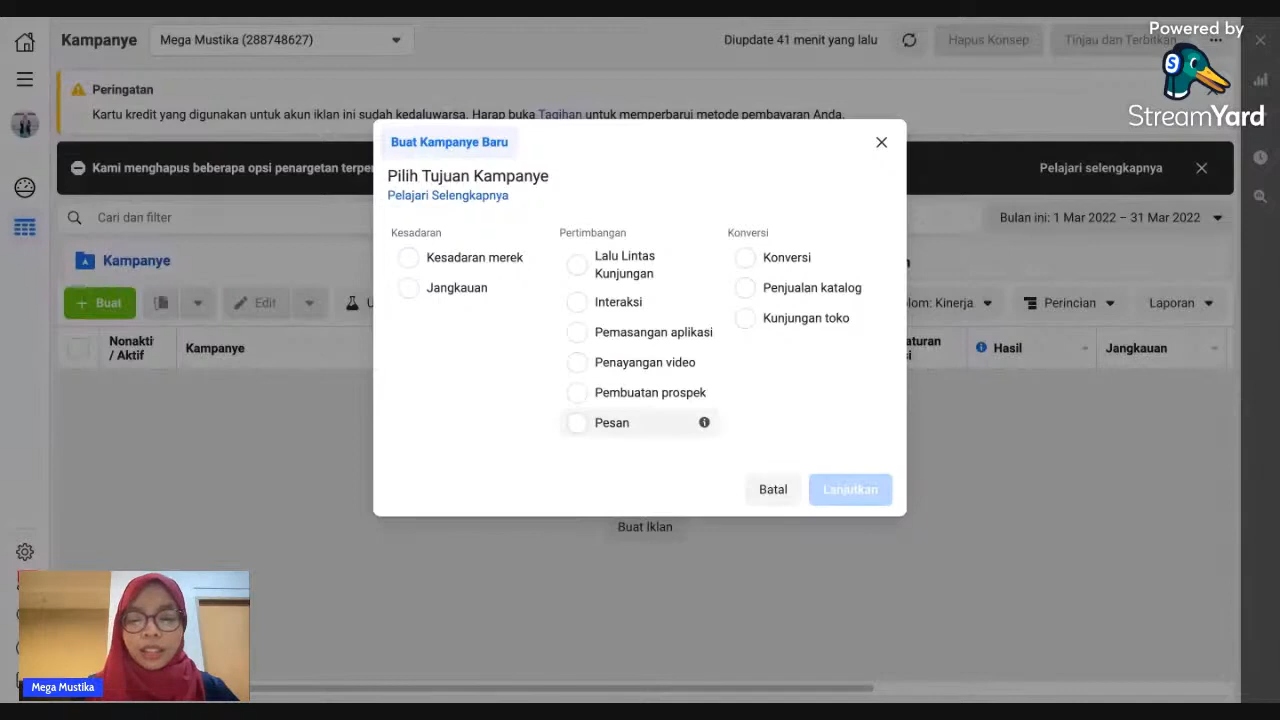 Powered by
StreamYard
Kampanye
Mega Mustika (288748627)
Diupdate 41 menit yang lalu
Hapus Konsep
Tinjau dan Terbitkan
Peringatan
Kartu kredit yang digunakan untuk akun iklan ini sudah kedaluwarsa. Harap buka Tagihan untuk memperbarui metode pembayaran Anda.
Kami menghapus beberapa opsi penargetan
Pelajari selengkapnya
Cari dan filter
Bulan ini: 1 Mar 2022 – 31 Mar 2022
Kampanye
+ Buat
Edit
Kinerja
Perincian
Laporan
Nonakti
/ Aktif
Kampanye
Hasil
Jangkauan
Buat Kampanye Baru
Pilih Tujuan Kampanye
Pelajari Selengkapnya
Kesadaran
Kesadaran merek
Jangkauan
Pertimbangan
Lalu Lintas
Kunjungan
Interaksi
Pemasangan aplikasi
Penayangan video
Pembuatan prospek
Pesan
Konversi
Konversi
Penjualan katalog
Kunjungan toko
Batal
Lanjutkan
Buat Iklan
Mega Mustika